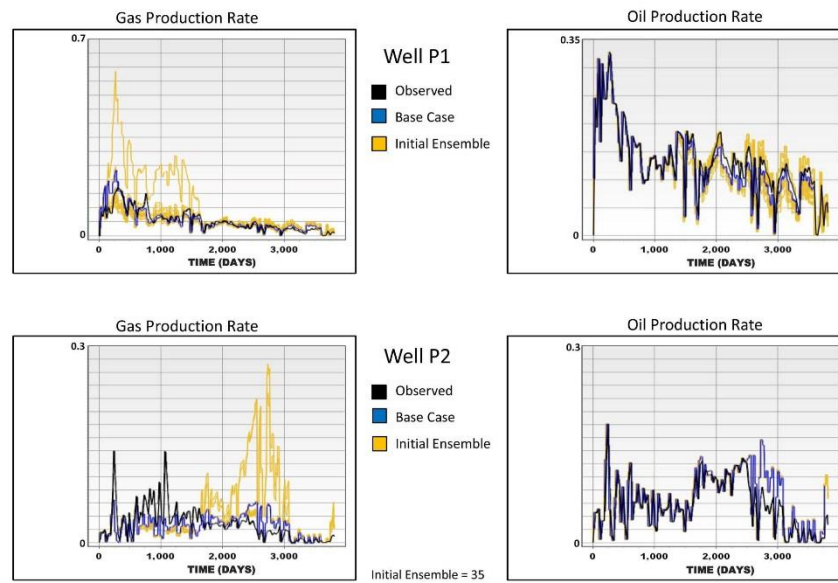 Gas Production Rate
0.7
0
0
1,000
2,000
3,000
TIME (DAYS)
Well P1
Observed
Base Case
Initial Ensemble
Oil Production Rate
0.35
0
0
1,000
2,000
3,000
TIME (DAYS)
Gas Production Rate
0.3
0
0
1,000
2,000
3,000
TIME (DAYS)
Well P2
Observed
Base Case
Initial Ensemble
Initial Ensemble = 35
Oil Production Rate
0.3
0
0
1,000
2,000
3,000
TIME (DAYS)